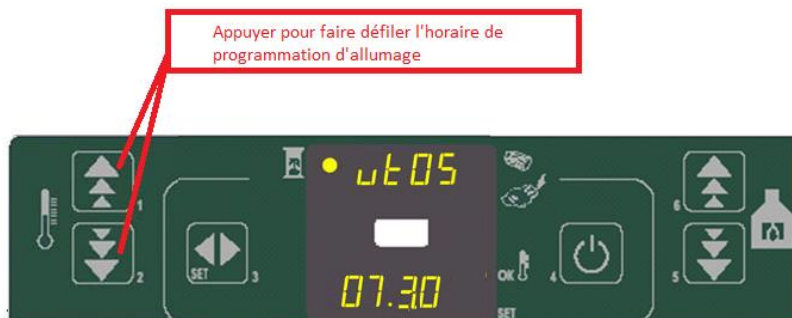 Appuyer pour faire défiler l'horaire de
programmation d'allumage
1
2
SET 3
ut05
07.30
OK
SET
4
6
5